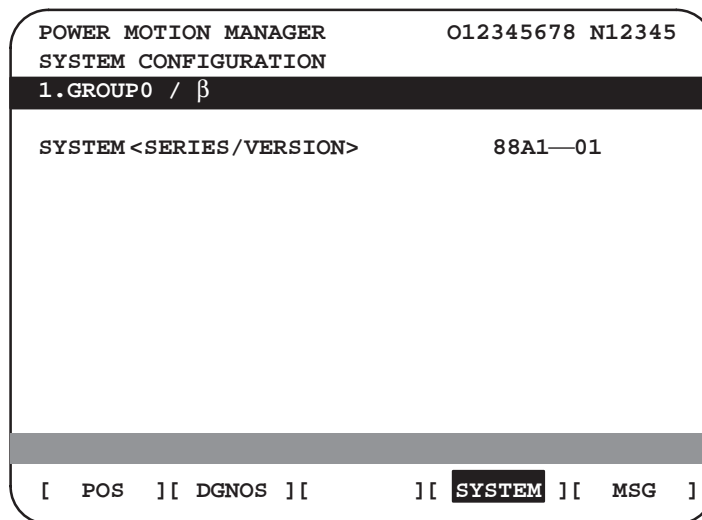 POWER MOTION MANAGER O12345678 N12345
SYSTEM CONFIGURATION
1.GROUP0 / β
SYSTEM<SERIES/VERSION> 88A1—01
[ POS ][ DGNOS ][ ][ SYSTEM ][ MSG ]